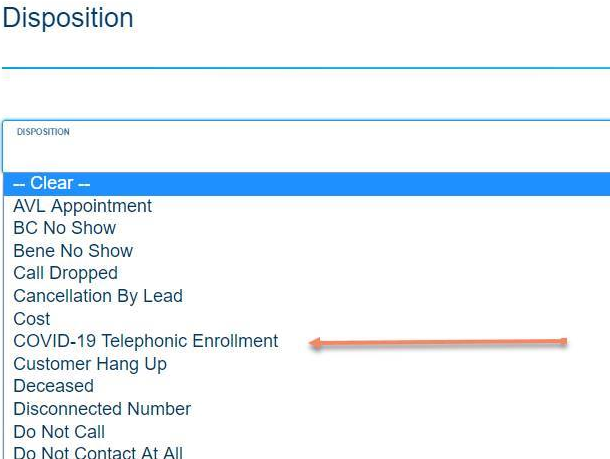 Disposition
DISPOSITION
-- Clear --
AVL Appointment
BC No Show
Bene No Show
Call Dropped
Cancellation By Lead
Cost
COVID-19 Telephonic Enrollment
Customer Hang Up
Deceased
Disconnected Number
Do Not Call
Do Not Contact At All